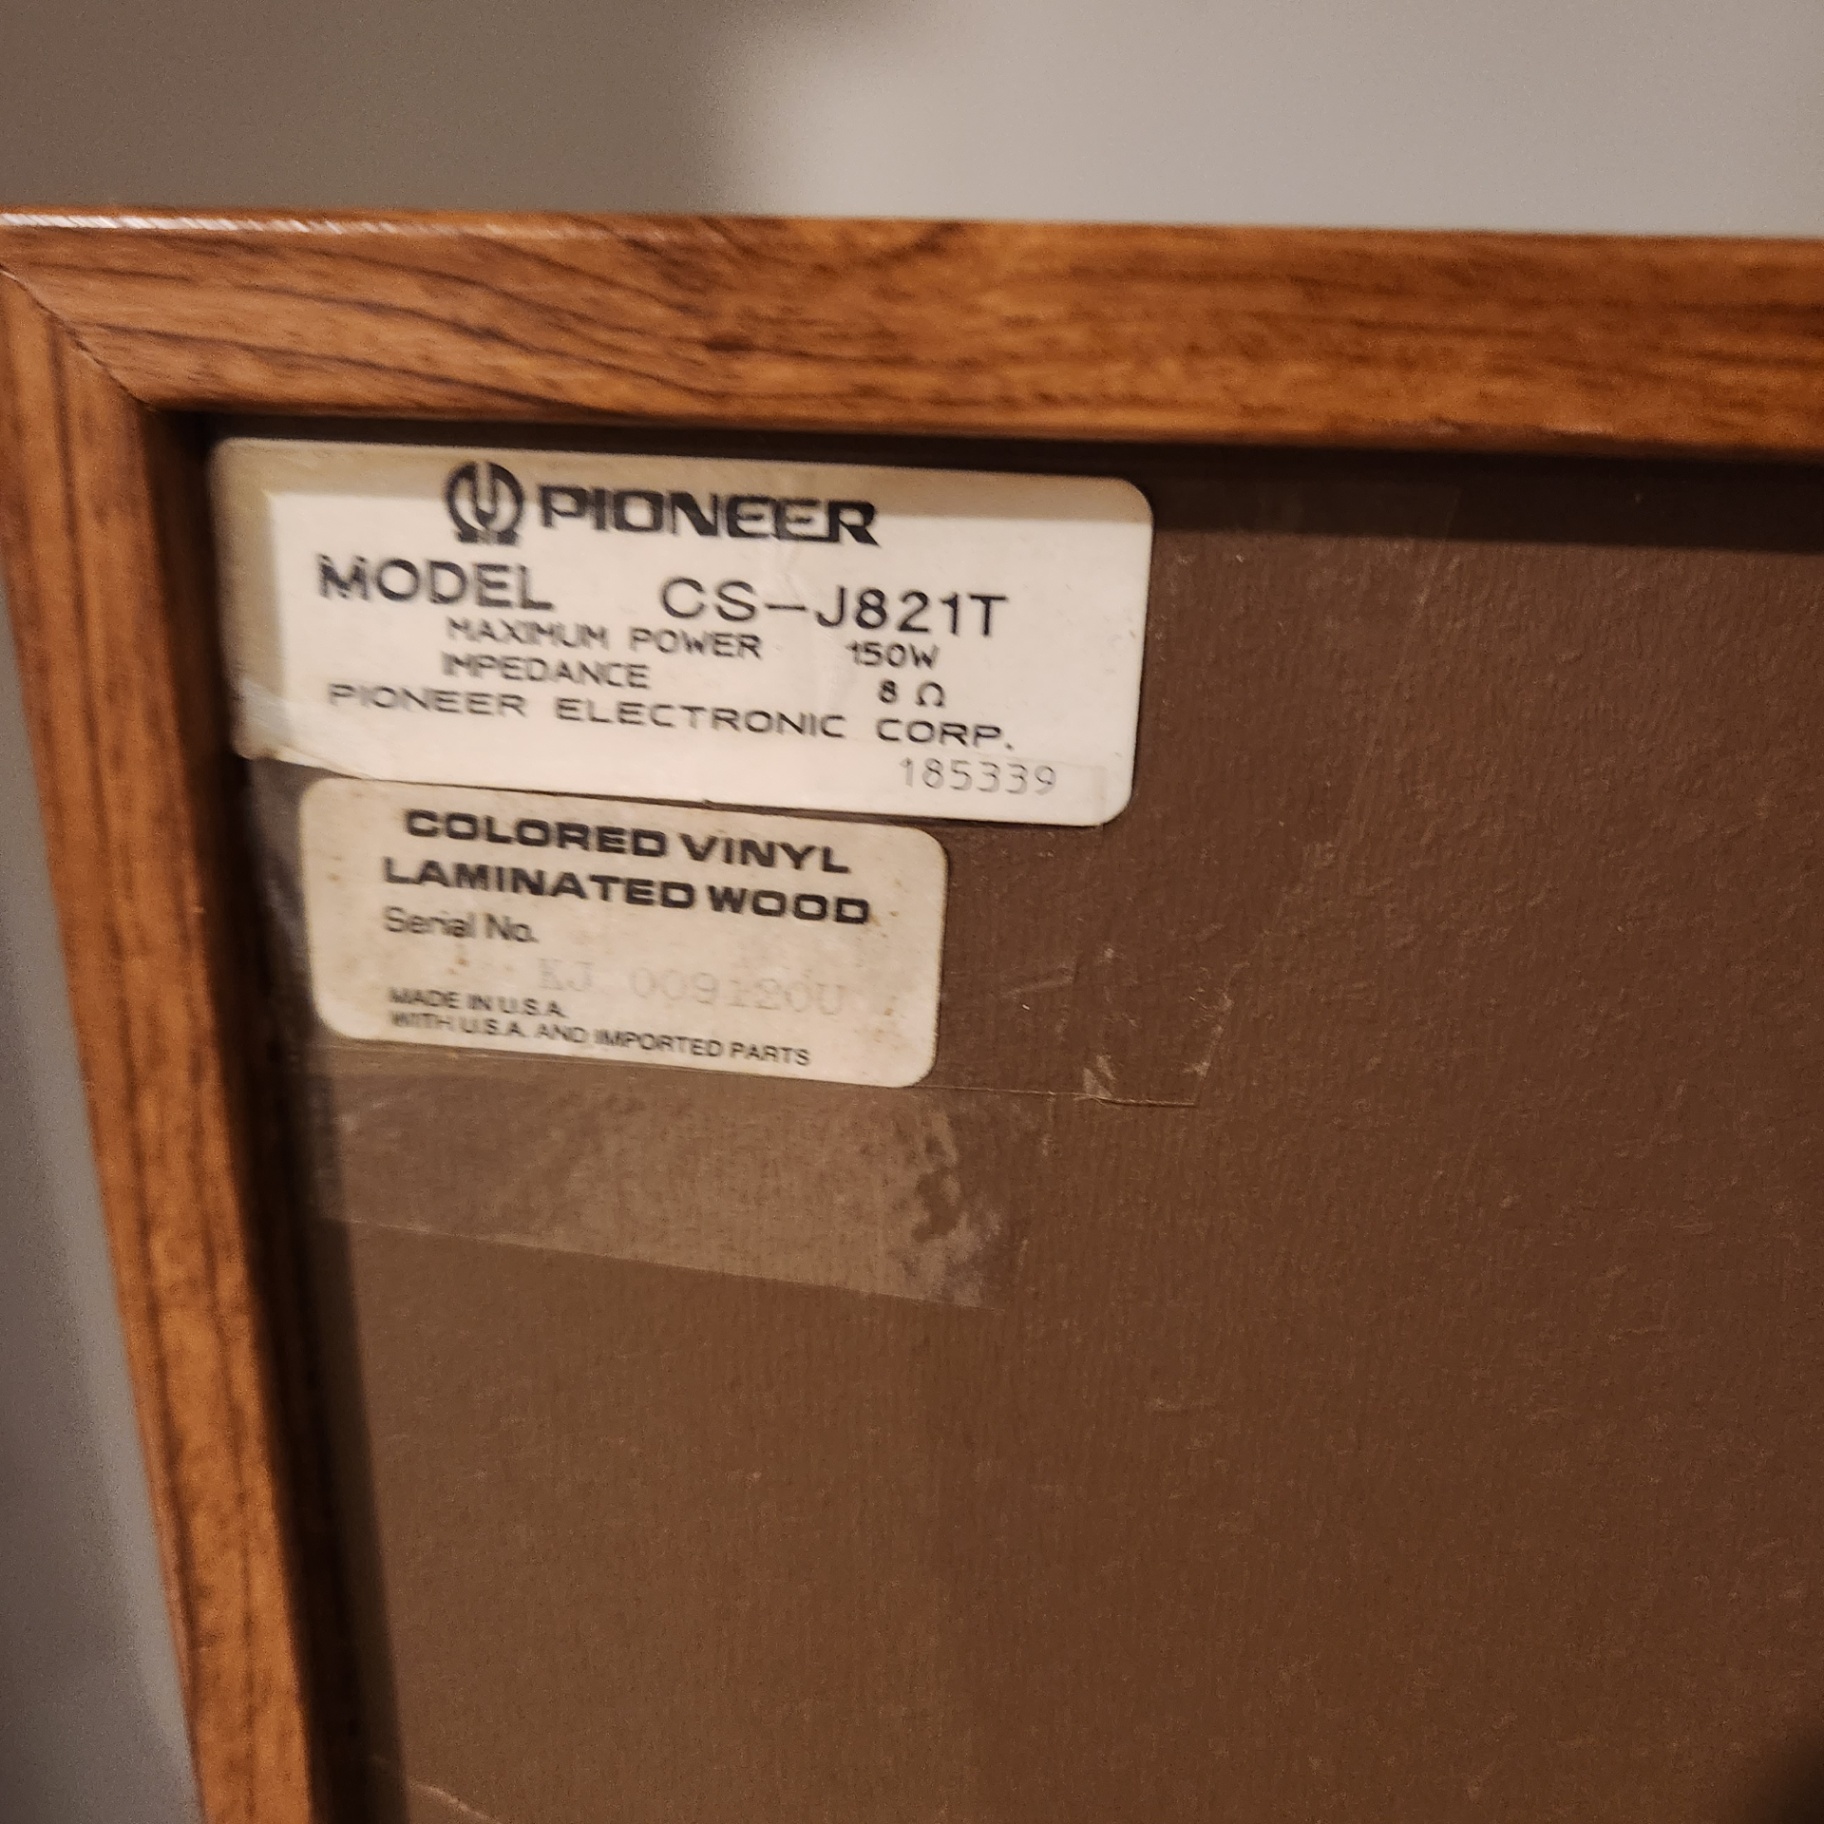 PIONEER
MODEL CS-J821T
MAXIMUM POWER 150W
IMPEDANCE 8 Ω
PIONEER ELECTRONIC CORP.
185339
COLORED VINYL
LAMINATED WOOD
Serial No.
KJ 009120U
MADE IN U.S.A.
WITH U.S.A. AND IMPORTED PARTS